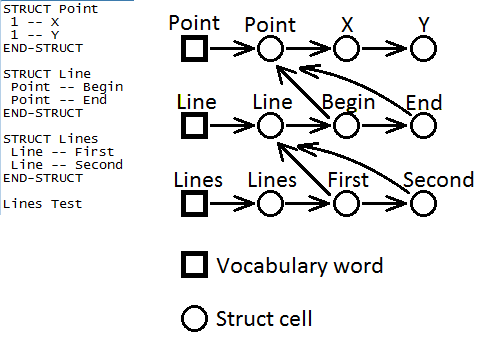 STRUCT Point
1 -- X
1 -- Y
END-STRUCT
STRUCT Line
Point -- Begin
Point -- End
END-STRUCT
STRUCT Lines
Line -- First
Line -- Second
END-STRUCT
Lines Test
Point Point X Y
Line Line Begin End
Lines Lines First Second
Vocabulary word
Struct cell